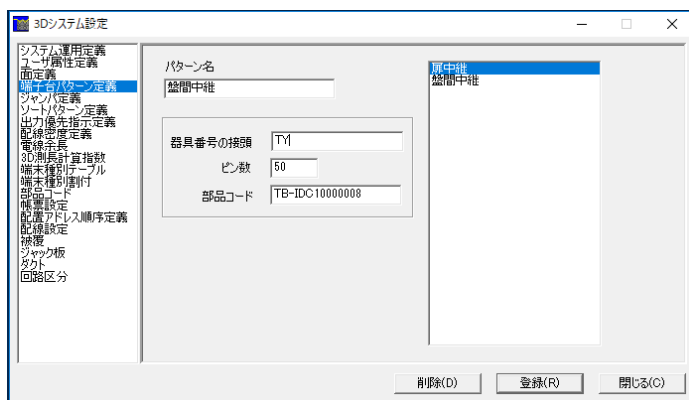 3Dシステム設定
システム運用定義
ユーザ属性定義
面定義
端子台パターン定義
ジャンパ定義
ソートパターン定義
出力優先指示定義
配線密度定義
電線余長
3D測長計算指数
端末種別テーブル
端末種別割付
部品コード
帳票設定
配置アドレス順序定義
配線設定
被覆
ジャック板
ダクト
回路区分
パターン名
盤間中継
器具番号の接頭
TY
ピン数
50
部品コード
TB-IDC10000008
扉中継
盤間中継
削除(D)
登録(R)
閉じる(C)